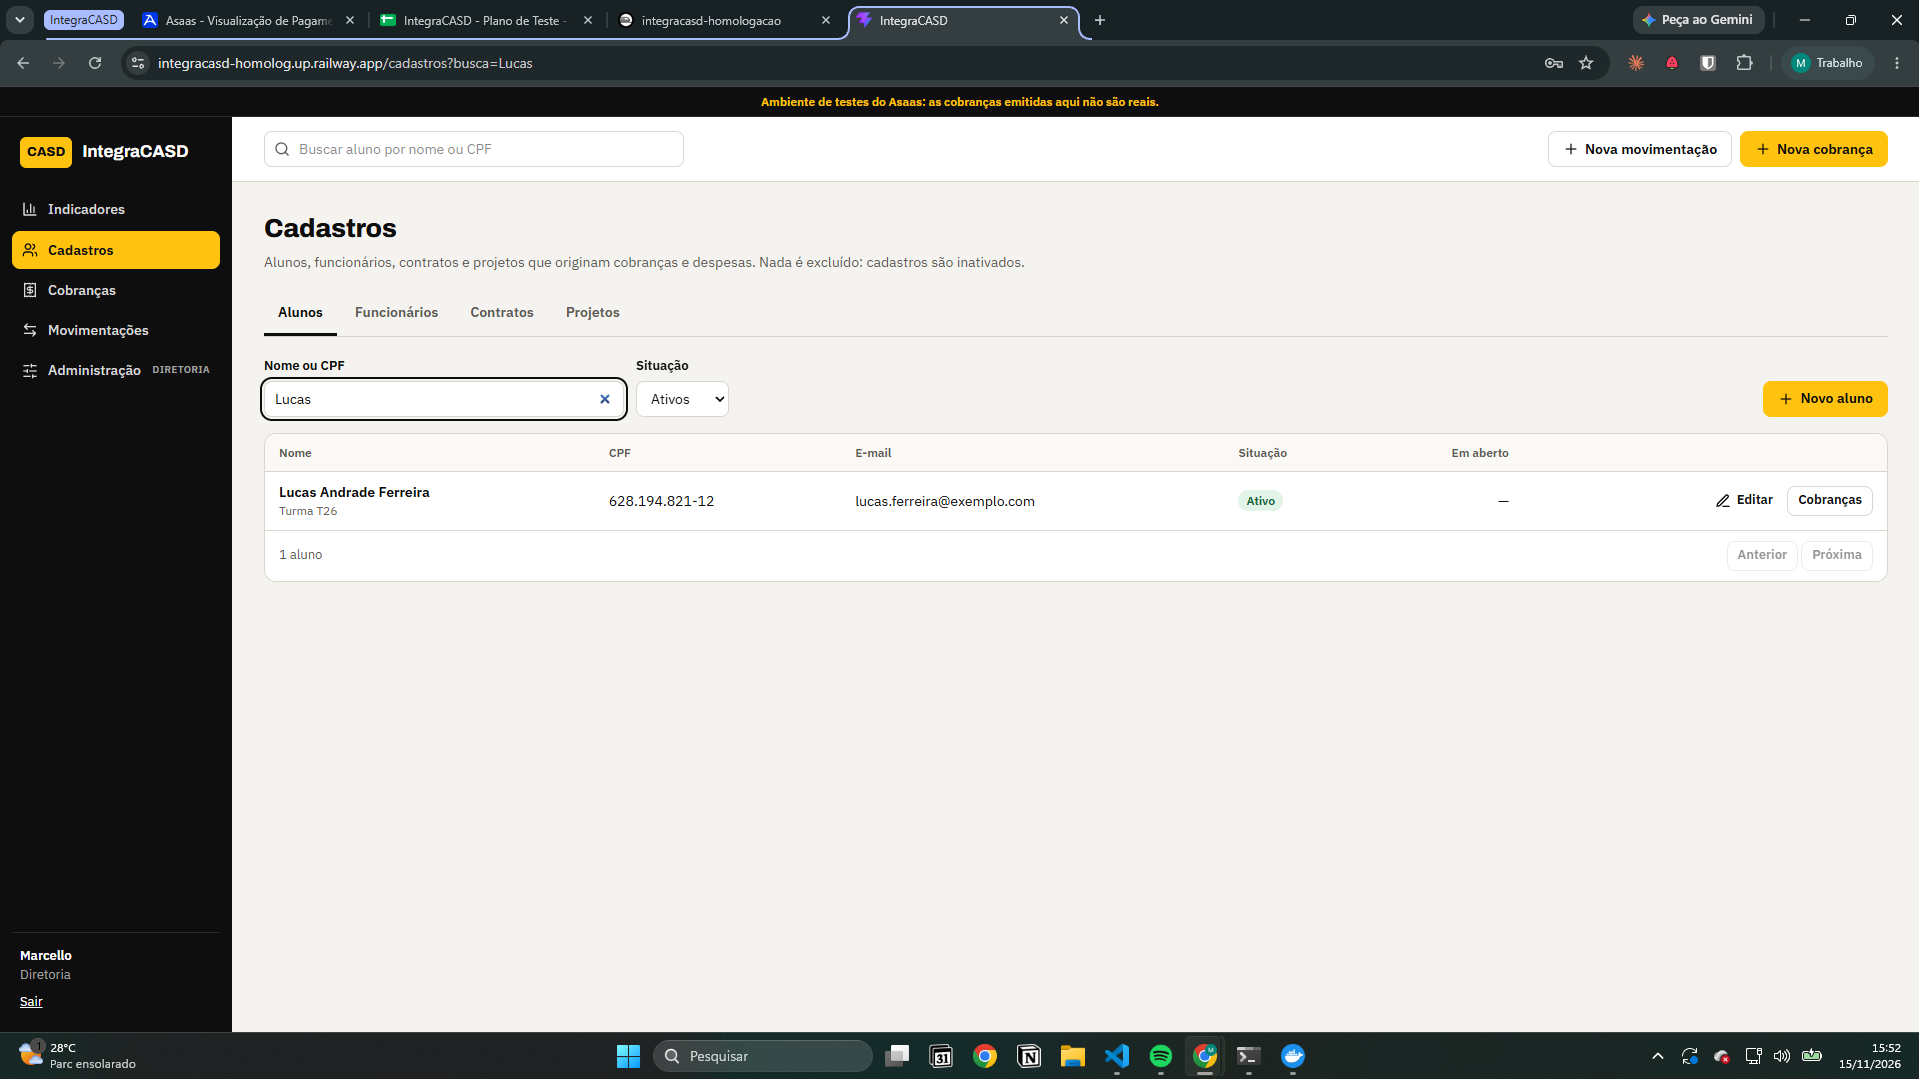 IntegraCASD
Asaas - Visualização de Pagame
IntegraCASD - Plano de Teste -
integracasd-homologacao
IntegraCASD
Peça ao Gemini
integracasd-homolog.up.railway.app/cadastros?busca=Lucas
M Trabalho
Ambiente de testes do Asaas: as cobranças emitidas aqui não são reais.
CASD IntegraCASD
Buscar aluno por nome ou CPF
Nova movimentação
Nova cobrança
Indicadores
Cadastros
Cobranças
Movimentações
Administração DIRETORIA
Cadastros
Alunos, funcionários, contratos e projetos que originam cobranças e despesas. Nada é excluído: cadastros são inativados.
Alunos Funcionários Contratos Projetos
Nome ou CPF Situação
Lucas Ativos
Novo aluno
Nome CPF E-mail Situação Em aberto
Lucas Andrade Ferreira
Turma T26
628.194.821-12 lucas.ferreira@exemplo.com Ativo — Editar Cobranças
1 aluno Anterior Próxima
Marcello
Diretoria
Sair
1
28°C
Parc ensolarado
Pesquisar
31
15:52
15/11/2026